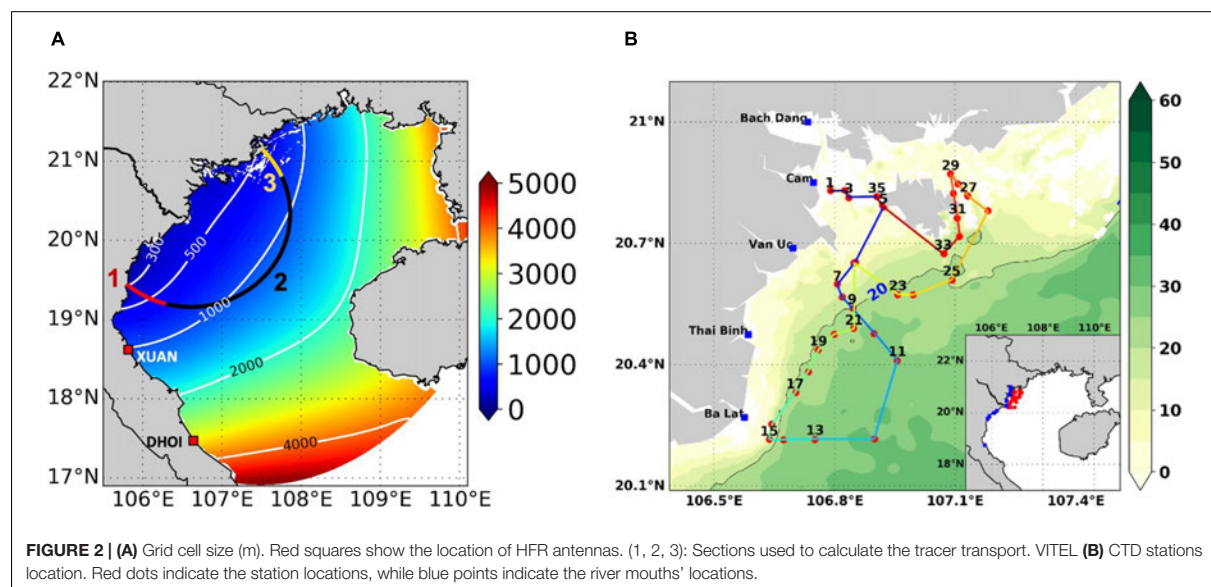 A
22°N
21°N
20°N
19°N
18°N
17°N
106°E 107°E 108°E 109°E 110°E
300
500
1000
2000
4000
1
2
3
XUAN
DHOI
5000
4000
3000
2000
1000
0
B
21°N
20.7°N
20.4°N
20.1°N
106.5°E 106.8°E 107.1°E 107.4°E
Bach Dang
Cam
Van Uc
Thai Binh
Ba Lat
1
3
35
5
29
27
31
33
25
23
20
7
9
21
19
11
17
15
13
106°E 108°E 110°E
22°N
20°N
18°N
60
50
40
30
20
10
0
FIGURE 2 | (A) Grid cell size (m). Red squares show the location of HFR antennas. (1, 2, 3): Sections used to calculate the tracer transport. VITEL (B) CTD stations
location. Red dots indicate the station locations, while blue points indicate the river mouths' locations.